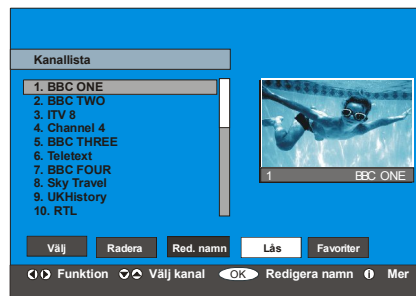 Kanallista
1. BBC ONE
2. BBC TWO
3. ITV 8
4. Channel 4
5. BBC THREE
6. Teletext
7. BBC FOUR
8. Sky Travel
9. UKHistory
10. RTL
1 BBC ONE
Välj Radera Red. namn Lås Favoriter
Funktion Välj kanal OK Redigera namn i Mer